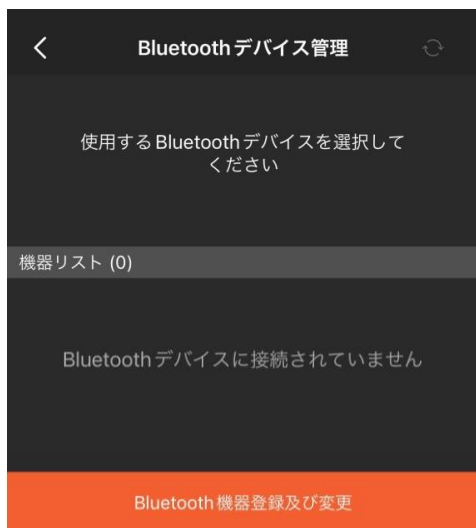 Bluetoothデバイス管理
使用するBluetoothデバイスを選択して
ください
機器リスト (0)
Bluetoothデバイスに接続されていません
Bluetooth機器登録及び変更